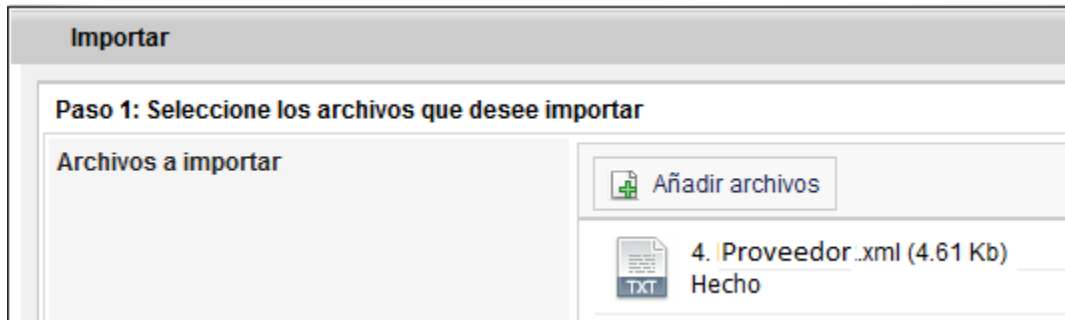 Importar
Paso 1: Seleccione los archivos que desee importar
Archivos a importar
Añadir archivos
4. Proveedor..xml (4.61 Kb)
TXT
Hecho